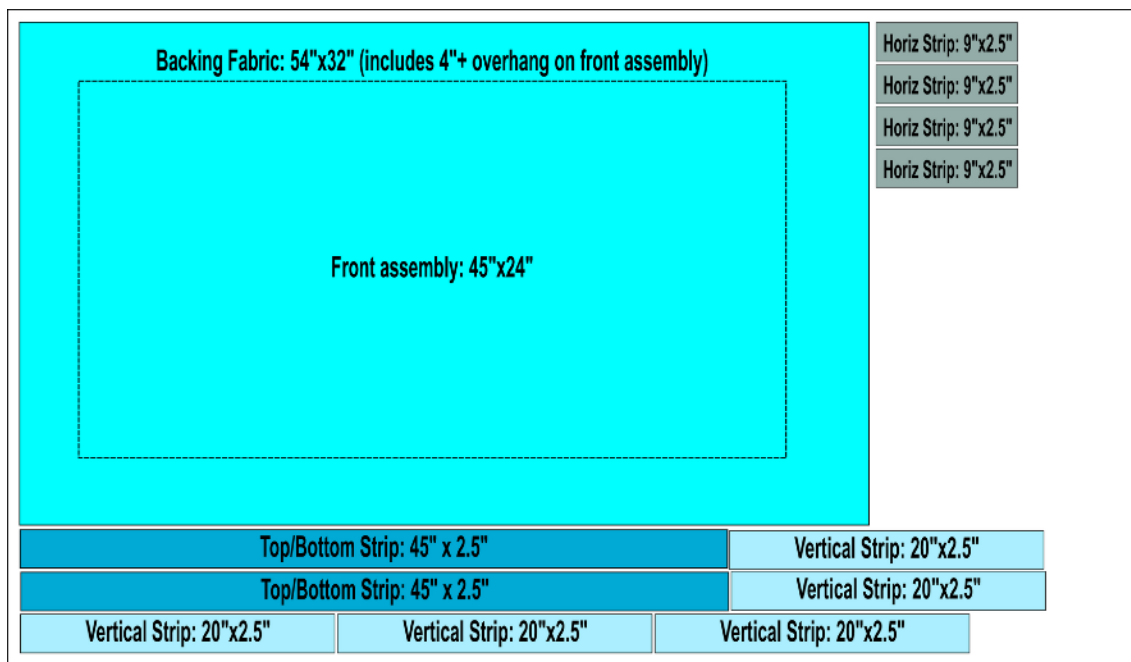 Backing Fabric: 54"x32" (includes 4"+ overhang on front assembly)
Front assembly: 45"x24"
Horiz Strip: 9"x2.5"
Horiz Strip: 9"x2.5"
Horiz Strip: 9"x2.5"
Horiz Strip: 9"x2.5"
Top/Bottom Strip: 45" x 2.5"
Vertical Strip: 20"x2.5"
Top/Bottom Strip: 45" x 2.5"
Vertical Strip: 20"x2.5"
Vertical Strip: 20"x2.5"
Vertical Strip: 20"x2.5"
Vertical Strip: 20"x2.5"